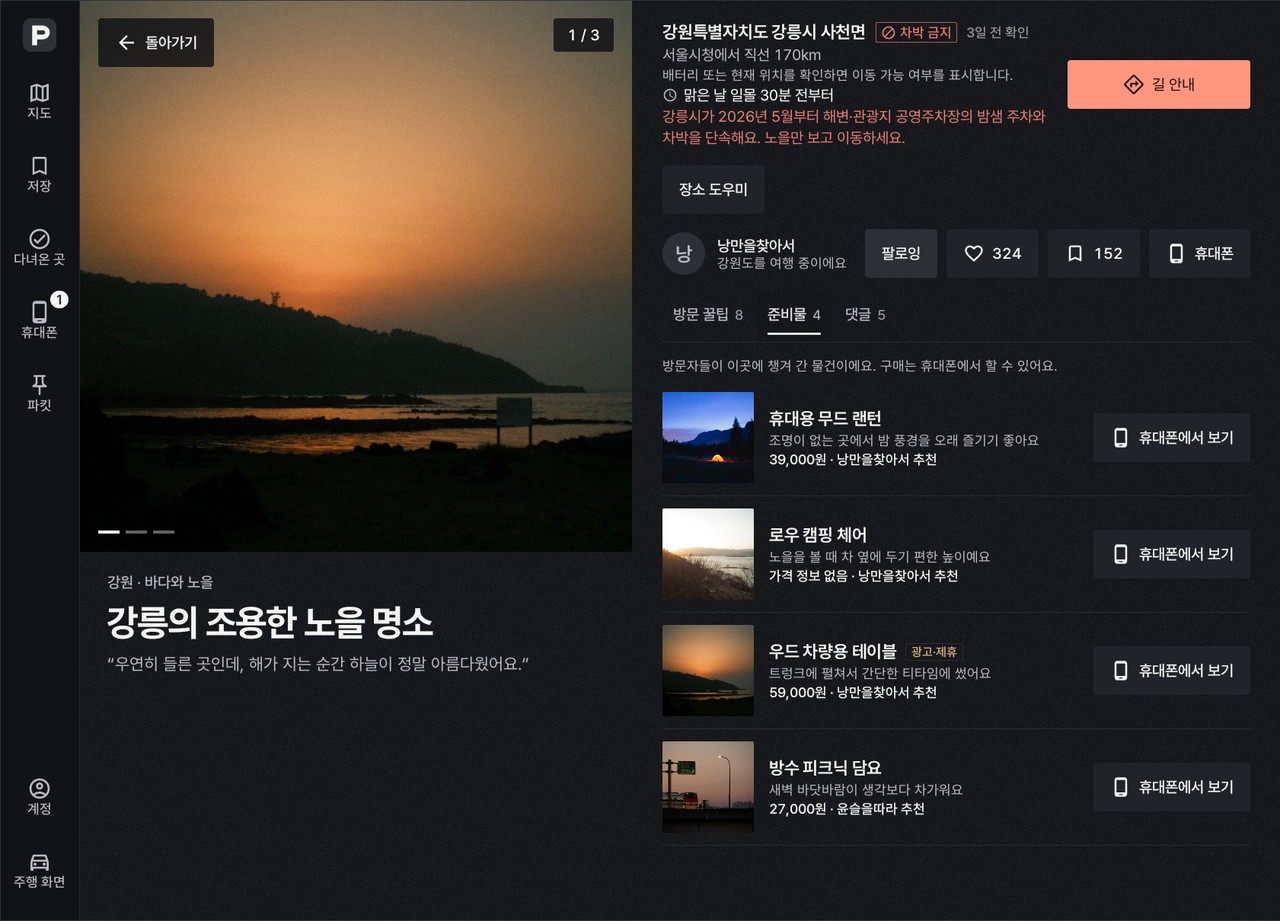 P
지도
저장
다녀온 곳
1
휴대폰
파킷
계정
주행 화면
돌아가기
1 / 3
강원 · 바다와 노을
강릉의 조용한 노을 명소
“우연히 들른 곳인데, 해가 지는 순간 하늘이 정말 아름다웠어요.”
강원특별자치도 강릉시 사천면 차박 금지 3일 전 확인
서울시청에서 직선 170km
배터리 또는 현재 위치를 확인하면 이동 가능 여부를 표시합니다.
맑은 날 일몰 30분 전부터
강릉시가 2026년 5월부터 해변·관광지 공영주차장의 밤샘 주차와
차박을 단속해요. 노을만 보고 이동하세요.
길 안내
장소 도우미
낭
낭만을찾아서
강원도를 여행 중이에요
팔로잉
324
152
휴대폰
방문 꿀팁 8 준비물 4 댓글 5
방문자들이 이곳에 챙겨 간 물건이에요. 구매는 휴대폰에서 할 수 있어요.
휴대용 무드 랜턴
조명이 없는 곳에서 밤 풍경을 오래 즐기기 좋아요
39,000원 · 낭만을찾아서 추천
휴대폰에서 보기
로우 캠핑 체어
노을을 볼 때 차 옆에 두기 편한 높이예요
가격 정보 없음 · 낭만을찾아서 추천
휴대폰에서 보기
우드 차량용 테이블 광고·제휴
트렁크에 펼쳐서 간단한 티타임에 썼어요
59,000원 · 낭만을찾아서 추천
휴대폰에서 보기
방수 피크닉 담요
새벽 바닷바람이 생각보다 차가워요
27,000원 · 윤슬을따라 추천
휴대폰에서 보기